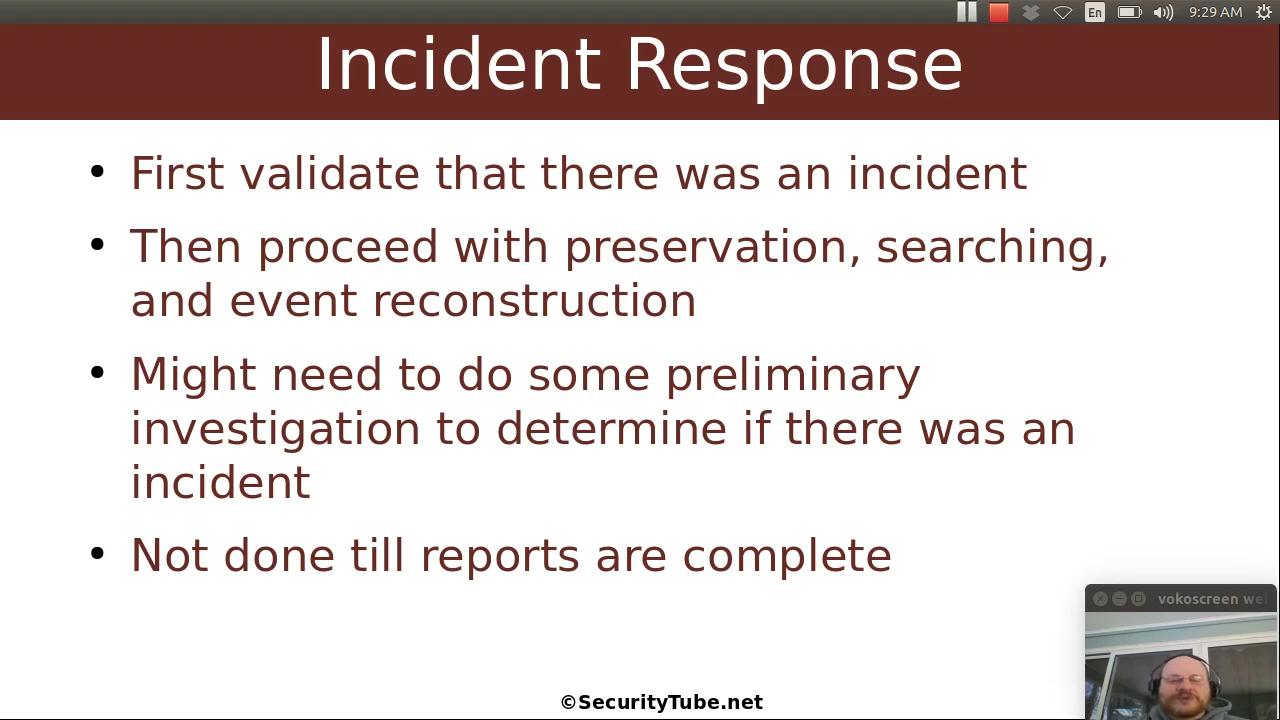 En
9:29 AM
Incident Response
• First validate that there was an incident
• Then proceed with preservation, searching,
and event reconstruction
• Might need to do some preliminary
investigation to determine if there was an
incident
• Not done till reports are complete
vokoscreen we
©SecurityTube.net